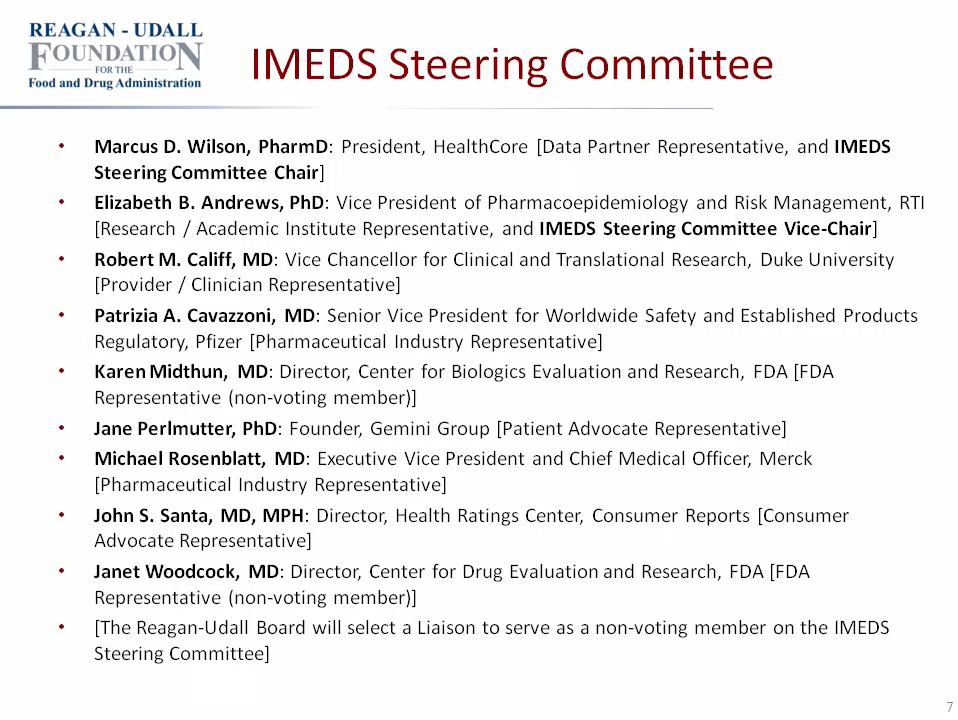 REAGAN - UDALL
FOUNDATION
FOR THE
Food and Drug Administration
IMEDS Steering Committee
• Marcus D. Wilson, PharmD: President, HealthCore [Data Partner Representative, and IMEDS
Steering Committee Chair]
• Elizabeth B. Andrews, PhD: Vice President of Pharmacoepidemiology and Risk Management, RTI
[Research / Academic Institute Representative, and IMEDS Steering Committee Vice-Chair]
• Robert M. Califf, MD: Vice Chancellor for Clinical and Translational Research, Duke University
[Provider / Clinician Representative]
• Patrizia A. Cavazzoni, MD: Senior Vice President for Worldwide Safety and Established Products
Regulatory, Pfizer [Pharmaceutical Industry Representative]
• Karen Midthun, MD: Director, Center for Biologics Evaluation and Research, FDA [FDA
Representative (non-voting member)]
• Jane Perlmutter, PhD: Founder, Gemini Group [Patient Advocate Representative]
• Michael Rosenblatt, MD: Executive Vice President and Chief Medical Officer, Merck
[Pharmaceutical Industry Representative]
• John S. Santa, MD, MPH: Director, Health Ratings Center, Consumer Reports [Consumer
Advocate Representative]
• Janet Woodcock, MD: Director, Center for Drug Evaluation and Research, FDA [FDA
Representative (non-voting member)]
• [The Reagan-Udall Board will select a Liaison to serve as a non-voting member on the IMEDS
Steering Committee]
7